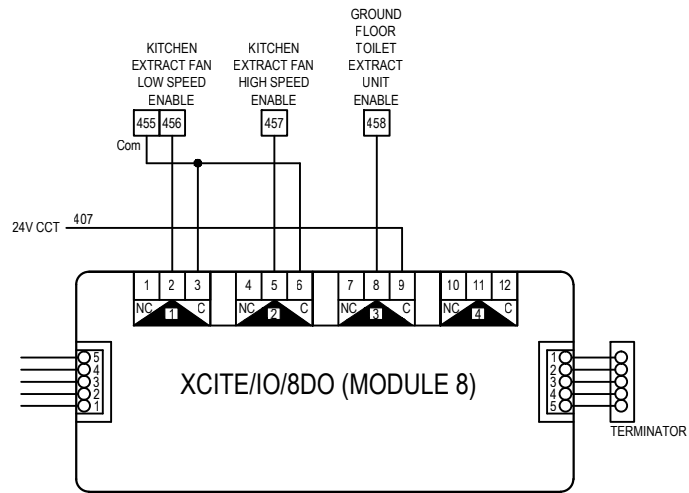 GROUND
FLOOR
TOILET
EXTRACT
UNIT
ENABLE
KITCHEN
EXTRACT FAN
LOW SPEED
ENABLE
KITCHEN
EXTRACT FAN
HIGH SPEED
ENABLE
455 456
457
458
Com
24V CCT
407
1 2 3 4 5 6 7 8 9 10 11 12
NC 1 C NC 2 C NC 3 C NC 4 C
5
4
3
2
1
XCITE/IO/8DO (MODULE 8)
1
2
3
4
5
TERMINATOR